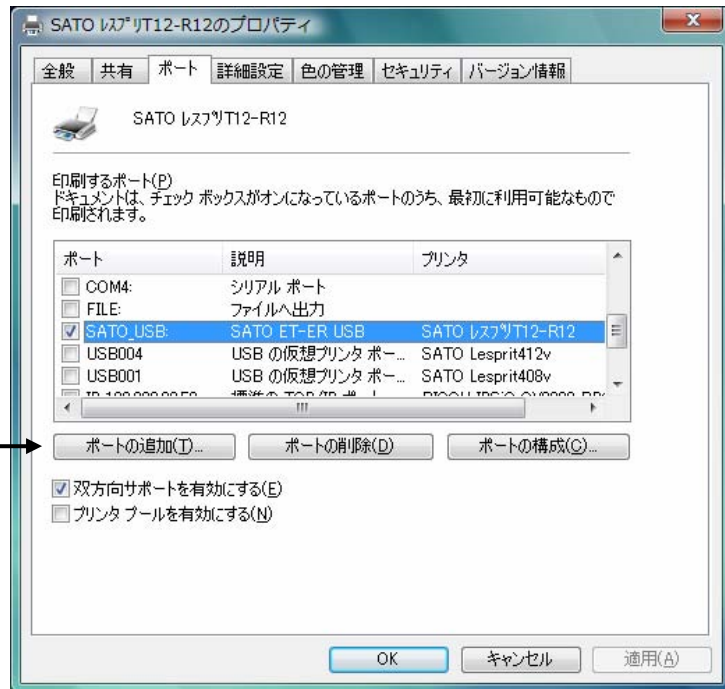 SATO ﾚｽﾌﾟﾘT12-R12のプロパティ
全般 共有 ポート 詳細設定 色の管理 セキュリティ バージョン情報
SATO ﾚｽﾌﾟﾘT12-R12
印刷するポート(P)
ドキュメントは、チェック ボックスがオンになっているポートのうち、最初に利用可能なもので
印刷されます。
ポート 説明 プリンタ
COM4: シリアル ポート
FILE: ファイルへ出力
SATO_USB: SATO ET-ER USB SATO ﾚｽﾌﾟﾘT12-R12
USB004 USB の仮想プリンタ ポー... SATO Lesprit412v
USB001 USB の仮想プリンタ ポー... SATO Lesprit408v
ポートの追加(T)... ポートの削除(D) ポートの構成(C)...
双方向サポートを有効にする(E)
プリンタ プールを有効にする(N)
OK キャンセル 適用(A)